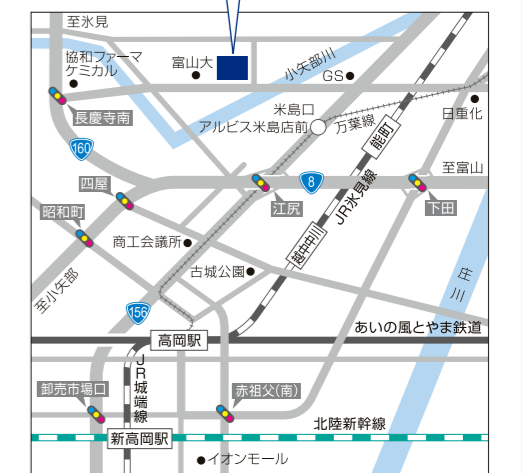 至氷見
協和ファーマ
ケミカル
富山大
小矢部川
GS
日重化
長慶寺南
米島口
アルビス米島店前
万葉線
能町
160
至富山
四屋
8
江尻
下田
JR氷見線
昭和町
商工会議所
越中中川
古城公園
庄川
至小矢部
156
あいの風とやま鉄道
高岡駅
JR城端線
卸売市場口
赤祖父(南)
北陸新幹線
新高岡駅
イオンモール